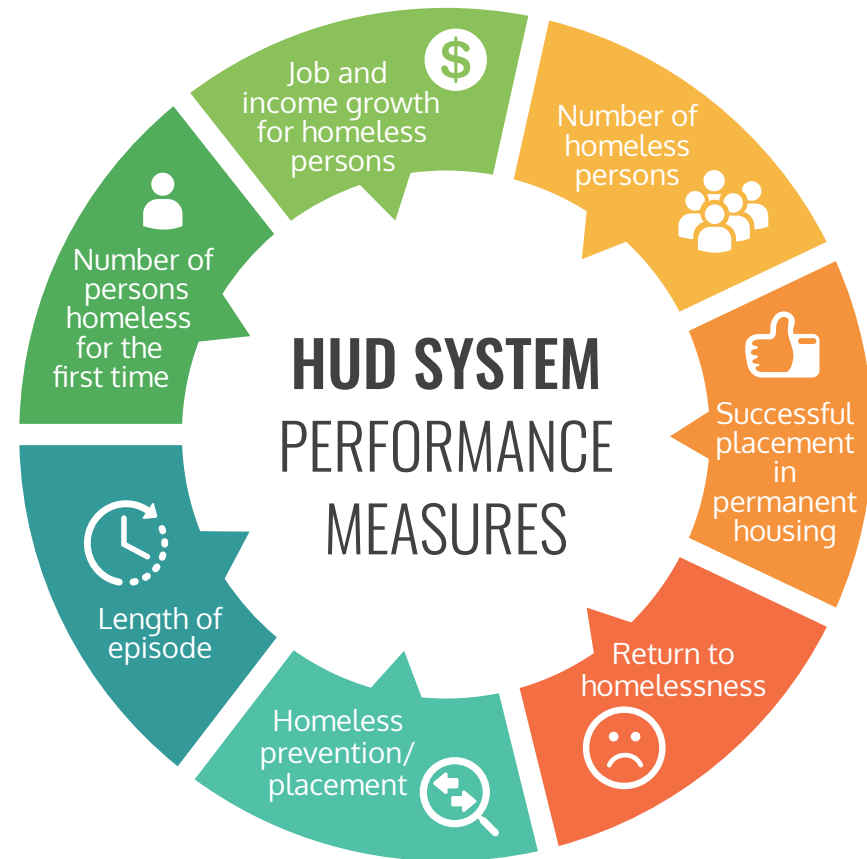 HUD SYSTEM
PERFORMANCE
MEASURES
$
Job and
income growth
for homeless
persons
Number of
homeless
persons
Successful
placement
in
permanent
housing
Return to
homelessness
Homeless
prevention/
placement
Length of
episode
Number of
persons
homeless
for the
first time